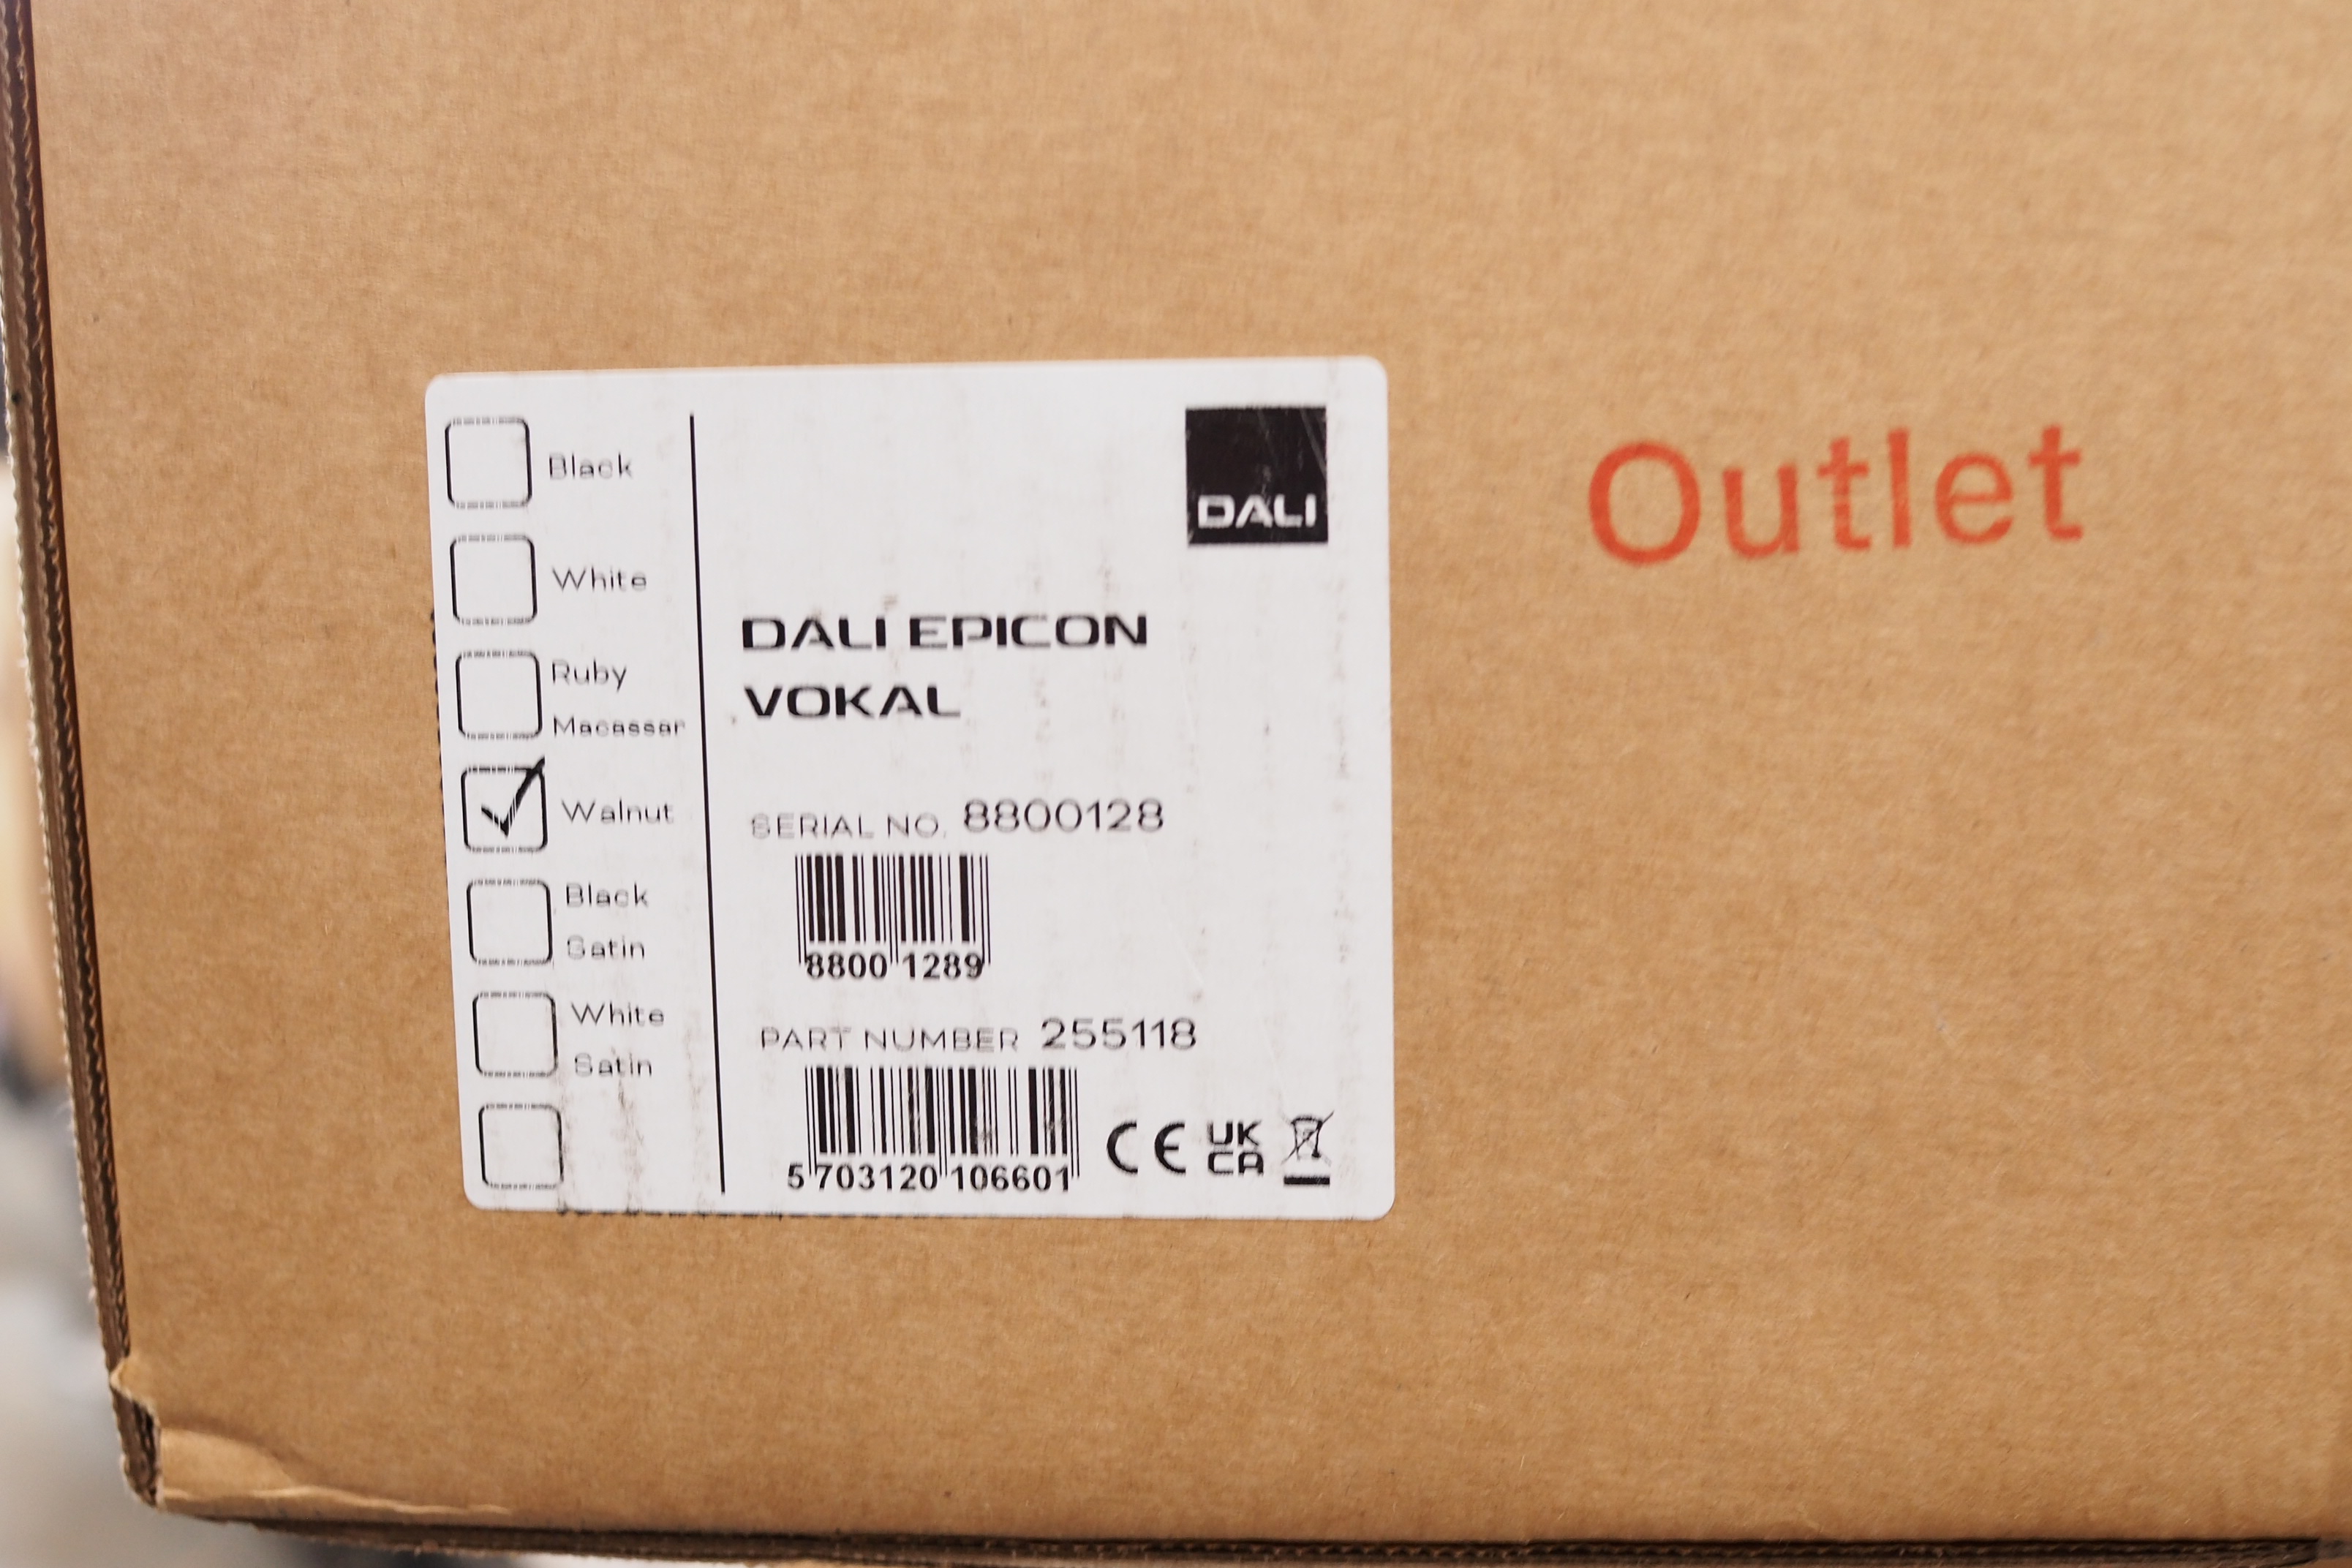 Black
White
Ruby
Macassar
Walnut
Black
Satin
White
Satin
DALI
DALI EPICON
VOKAL
SERIAL NO. 8800128
8800 1289
PART NUMBER 255118
5 703120 106601
CE
UK
CA
Outlet